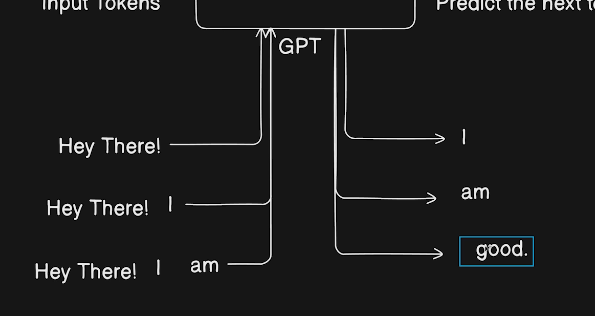 Input Tokens
Predict the next
GPT
Hey There!
I
Hey There! I
am
Hey There! I am
good.